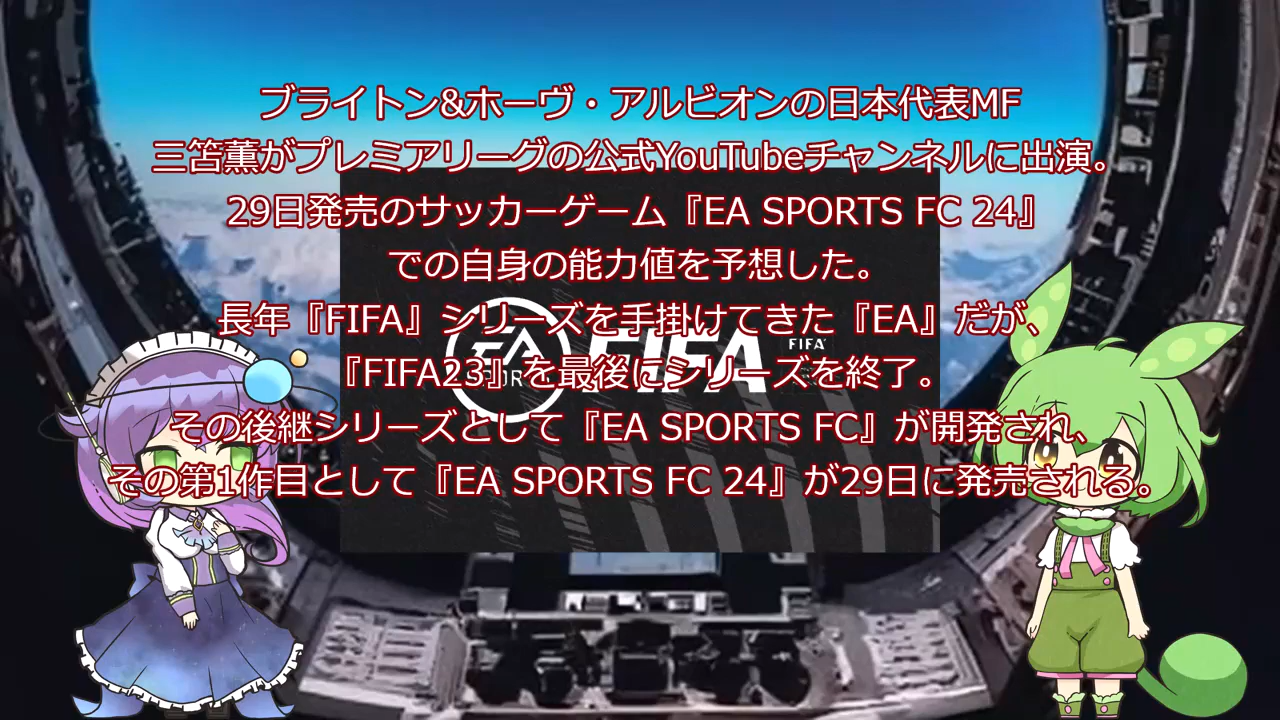 ブライトン&ホーヴ・アルビオンの日本代表MF
三笘薫がプレミアリーグの公式YouTubeチャンネルに出演。
29日発売のサッカーゲーム『EA SPORTS FC 24』
での自身の能力値を予想した。
長年『FIFA』シリーズを手掛けてきた『EA』だが、
『FIFA23』を最後にシリーズを終了。
その後継シリーズとして『EA SPORTS FC』が開発され、
その第1作目として『EA SPORTS FC 24』が29日に発売される。
EA
FIFA
FIFA